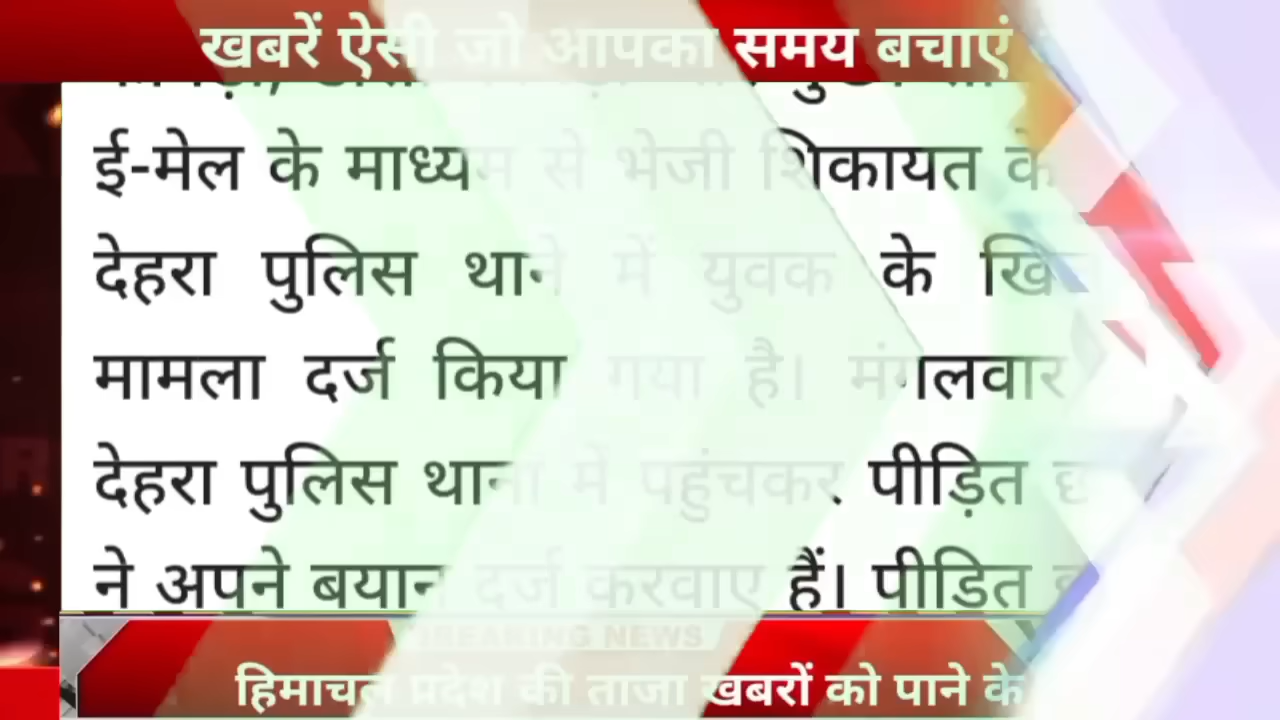 खबरें ऐसी जो आपका समय बचाएं
ई-मेल के माध्यम से भेजी शिकायत के
देहरा पुलिस थाने में युवक के
मामला दर्ज किया गया है। मंगलवार
देहरा पुलिस थाना में पहुंचकर पीड़ित
ने अपने बयान दर्ज करवाए हैं। पीड़ित
BREAKING NEWS
हिमाचल प्रदेश की ताजा खबरों को पाने के